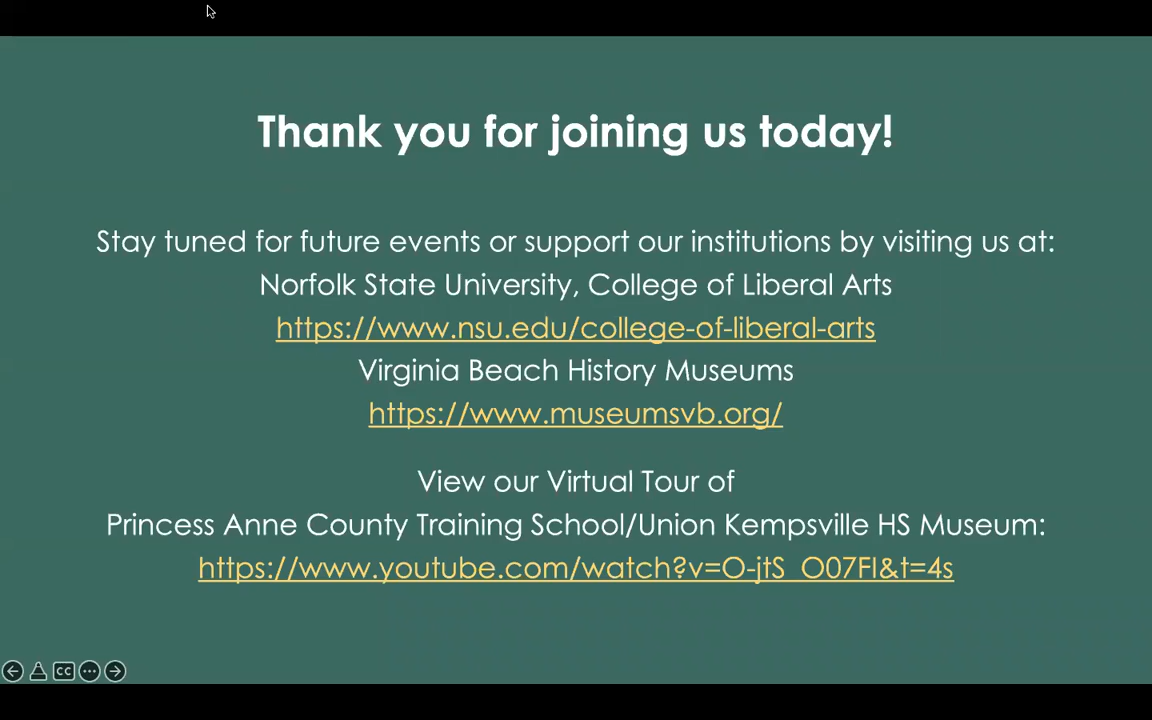 Thank you for joining us today!
Stay tuned for future events or support our institutions by visiting us at:
Norfolk State University, College of Liberal Arts
https://www.nsu.edu/college-of-liberal-arts
Virginia Beach History Museums
https://www.museumsvb.org/
View our Virtual Tour of
Princess Anne County Training School/Union Kempsville HS Museum:
https://www.youtube.com/watch?v=O-jtS_O07FI&t=4s
CC